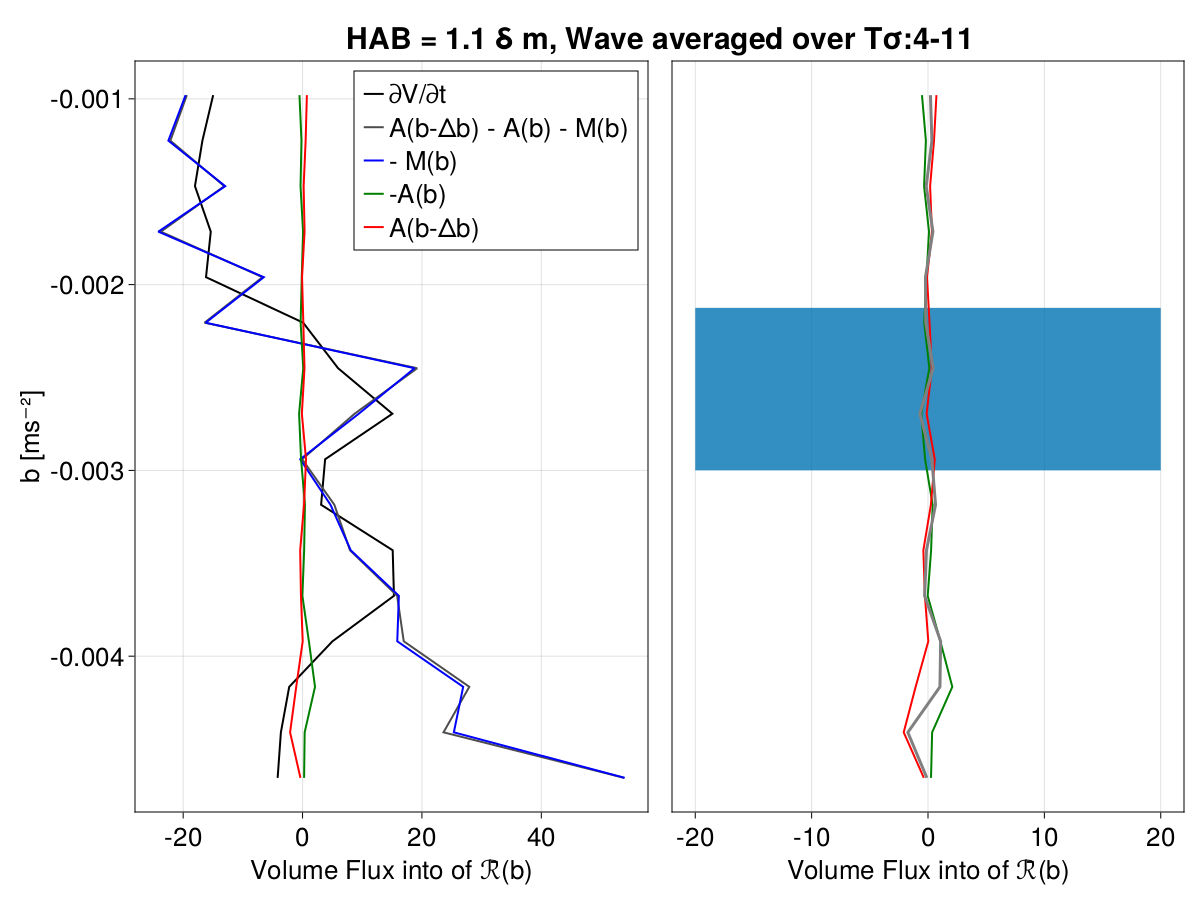 HAB = 1.1 δ m, Wave averaged over Tσ:4-11
∂V/∂t
A(b-Δb) - A(b) - M(b)
- M(b)
-A(b)
A(b-Δb)
b [ms⁻²]
-0.001
-0.002
-0.003
-0.004
-20 0 20 40
Volume Flux into of ℛ(b)
-20 -10 0 10 20
Volume Flux into of ℛ(b)